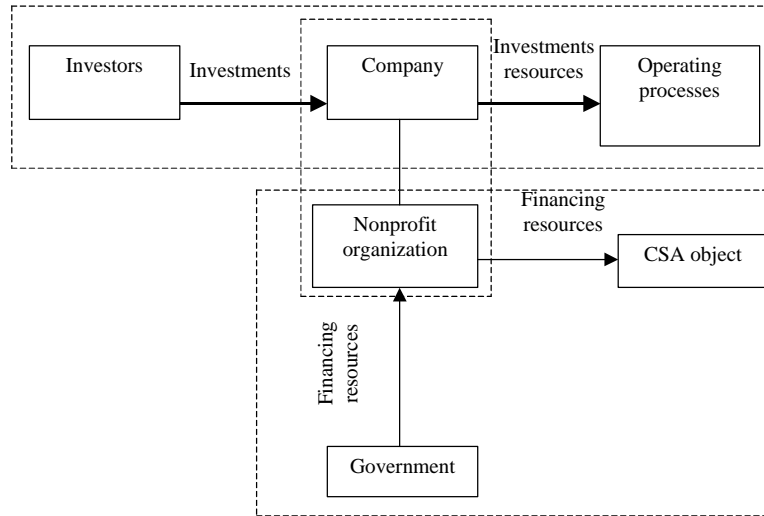 Investors
Investments
Company
Investments
resources
Operating
processes
Nonprofit
organization
Financing
resources
CSA object
Financing
resources
Government